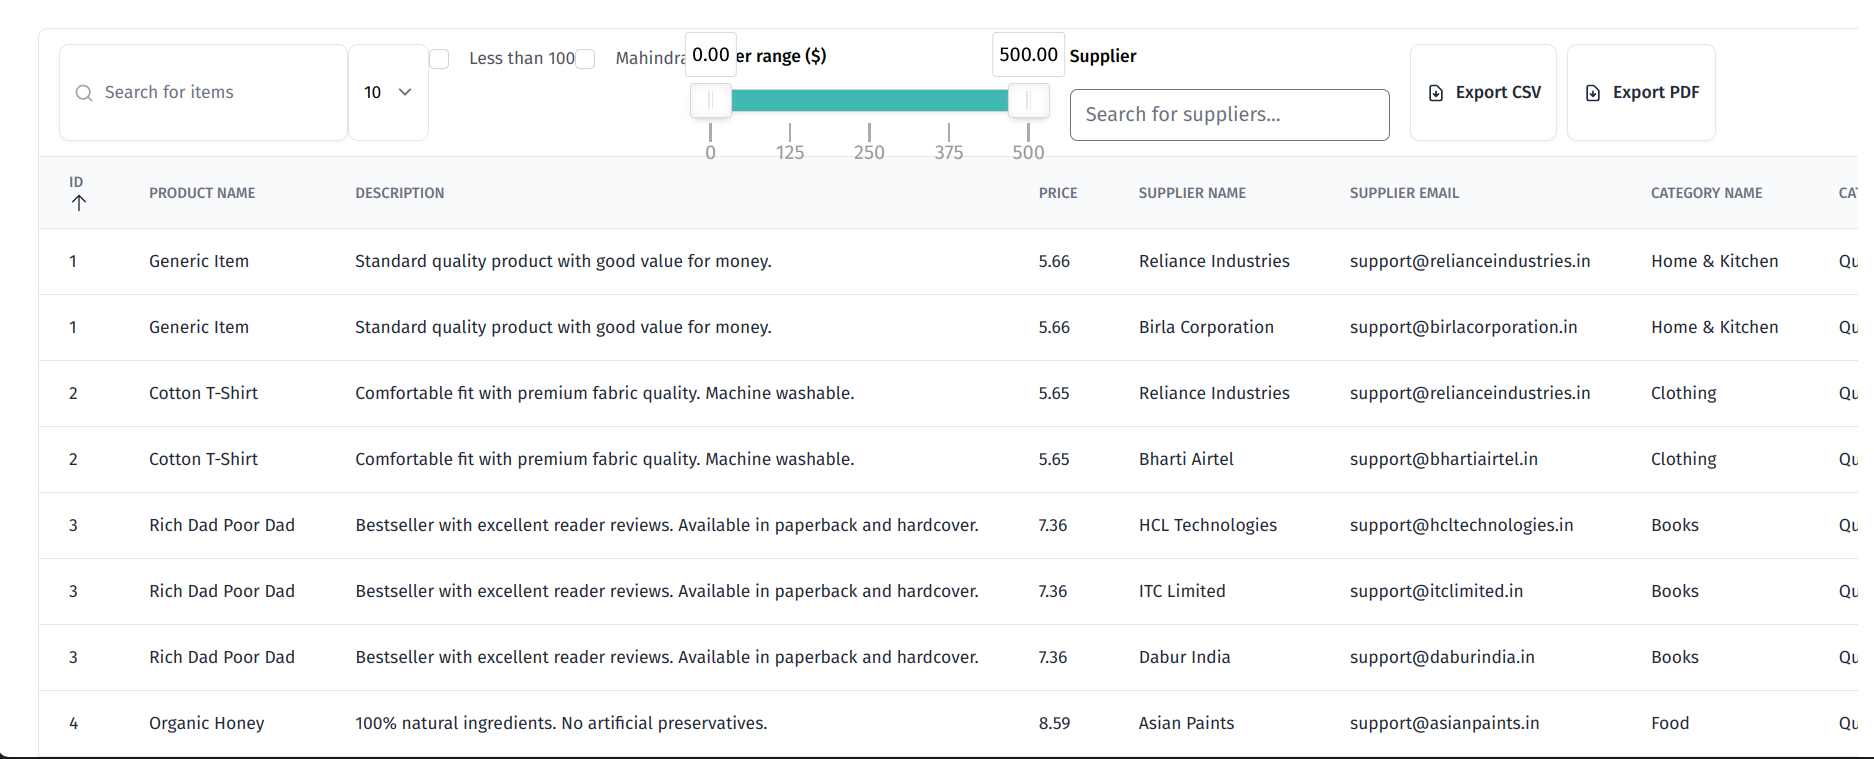 Search for items
10
Less than 100
Mahindra
0.00
er range ($)
500.00
0 125 250 375 500
Supplier
Search for suppliers...
Export CSV
Export PDF
ID PRODUCT NAME DESCRIPTION PRICE SUPPLIER NAME SUPPLIER EMAIL CATEGORY NAME CAT
1 Generic Item Standard quality product with good value for money. 5.66 Reliance Industries support@relianceindustries.in Home & Kitchen Qu
1 Generic Item Standard quality product with good value for money. 5.66 Birla Corporation support@birlacorporation.in Home & Kitchen Qu
2 Cotton T-Shirt Comfortable fit with premium fabric quality. Machine washable. 5.65 Reliance Industries support@relianceindustries.in Clothing Qu
2 Cotton T-Shirt Comfortable fit with premium fabric quality. Machine washable. 5.65 Bharti Airtel support@bhartiairtel.in Clothing Qu
3 Rich Dad Poor Dad Bestseller with excellent reader reviews. Available in paperback and hardcover. 7.36 HCL Technologies support@hcltechnologies.in Books Qu
3 Rich Dad Poor Dad Bestseller with excellent reader reviews. Available in paperback and hardcover. 7.36 ITC Limited support@itclimited.in Books Qu
3 Rich Dad Poor Dad Bestseller with excellent reader reviews. Available in paperback and hardcover. 7.36 Dabur India support@daburindia.in Books Qu
4 Organic Honey 100% natural ingredients. No artificial preservatives. 8.59 Asian Paints support@asianpaints.in Food Qu